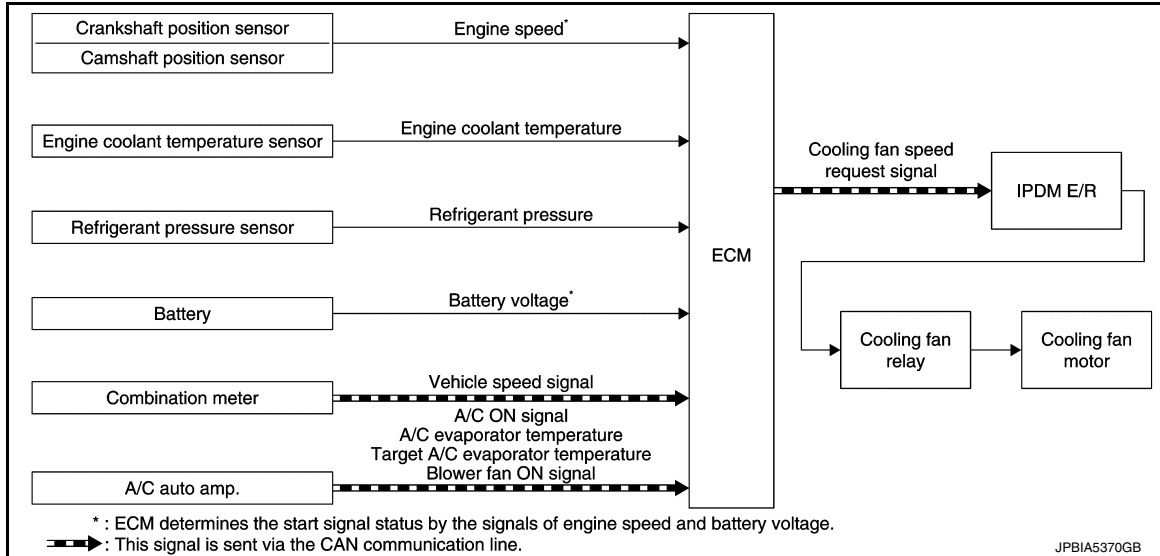 Crankshaft position sensor
Camshaft position sensor
Engine speed*
Engine coolant temperature sensor
Engine coolant temperature
Refrigerant pressure sensor
Refrigerant pressure
Battery
Battery voltage*
Combination meter
Vehicle speed signal
A/C auto amp.
A/C ON signal
A/C evaporator temperature
Target A/C evaporator temperature
Blower fan ON signal
ECM
Cooling fan speed
request signal
IPDM E/R
Cooling fan
relay
Cooling fan
motor
* : ECM determines the start signal status by the signals of engine speed and battery voltage.
: This signal is sent via the CAN communication line.
JPBIA5370GB